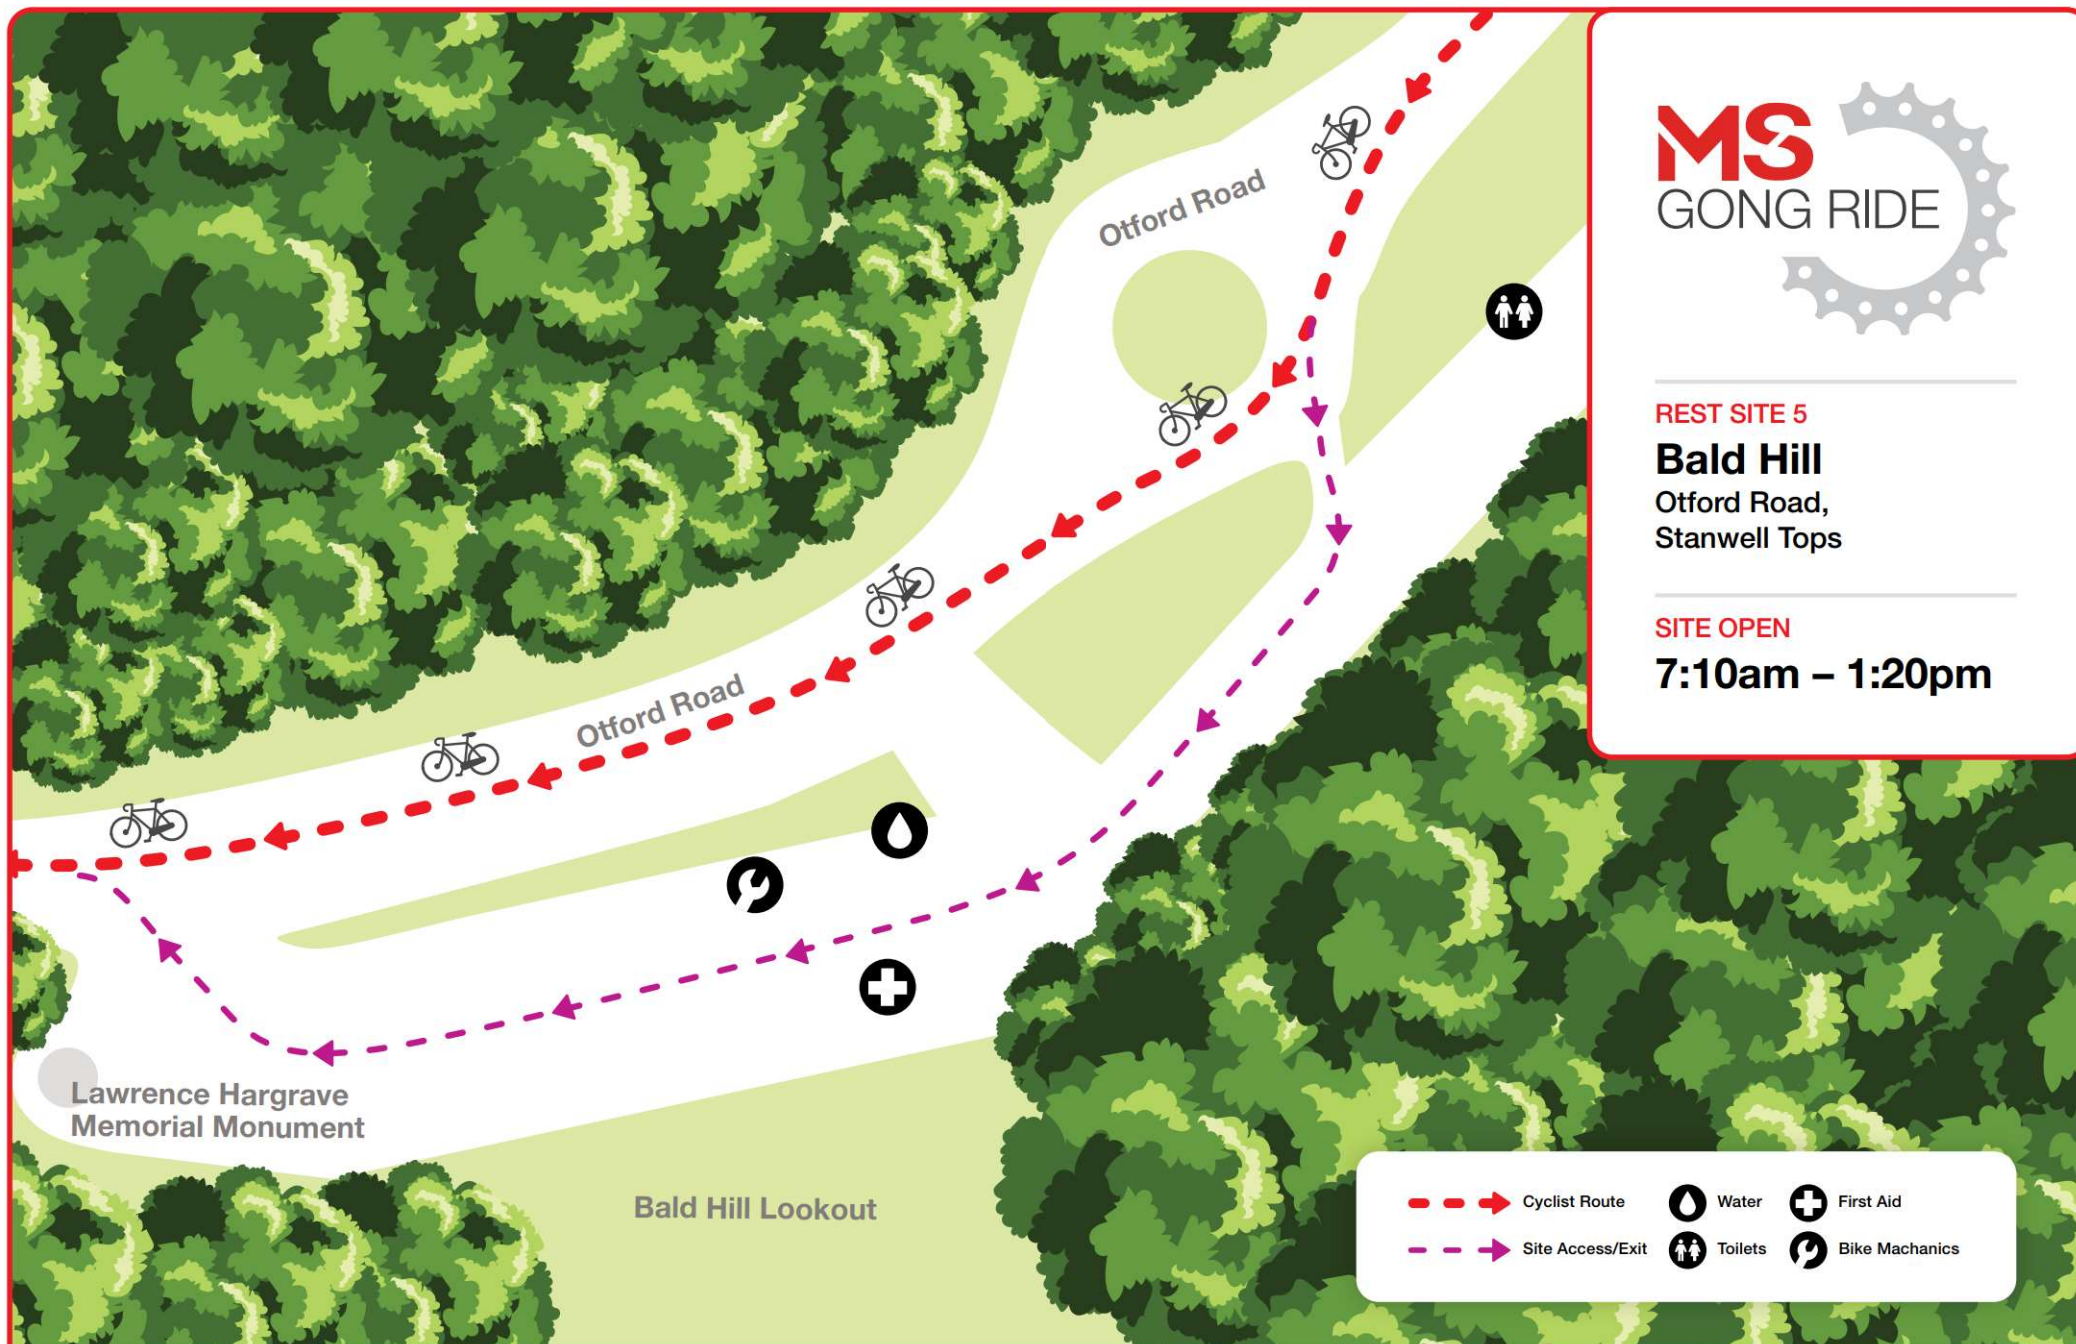 MS
GONG RIDE
REST SITE 5
Bald Hill
Otford Road,
Stanwell Tops
SITE OPEN
7:10am – 1:20pm
Otford Road
Otford Road
Lawrence Hargrave
Memorial Monument
Bald Hill Lookout
Cyclist Route
Water
First Aid
Site Access/Exit
Toilets
Bike Machanics